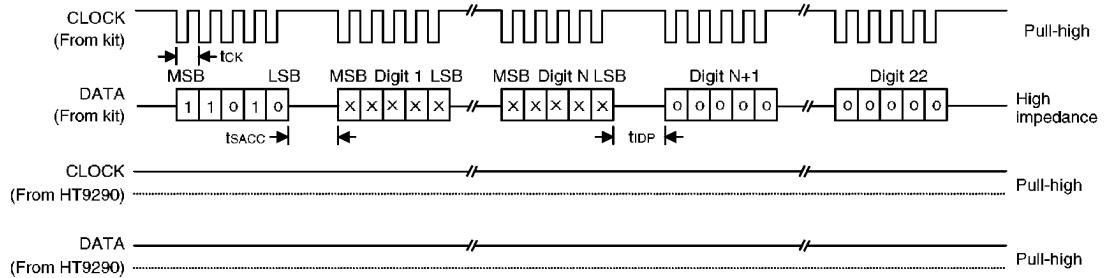 CLOCK
(From kit)
Pull-high
tCK
MSB LSB MSB Digit 1 LSB MSB Digit N LSB Digit N+1 Digit 22
DATA
(From kit)
1 1 0 1 0 X X X X X X X X X X 0 0 0 0 0 0 0 0 0 0
High
impedance
tSACC tIDP
CLOCK
(From HT9290)
Pull-high
DATA
(From HT9290)
Pull-high